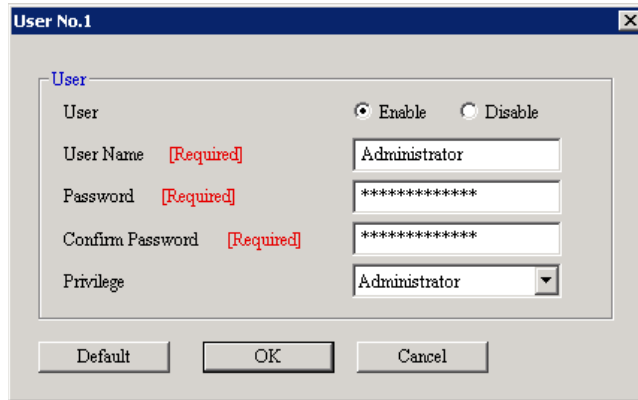 User No.1
User
User Enable Disable
User Name [Required] Administrator
Password [Required] *************
Confirm Password [Required] *************
Privilege Administrator
Default OK Cancel